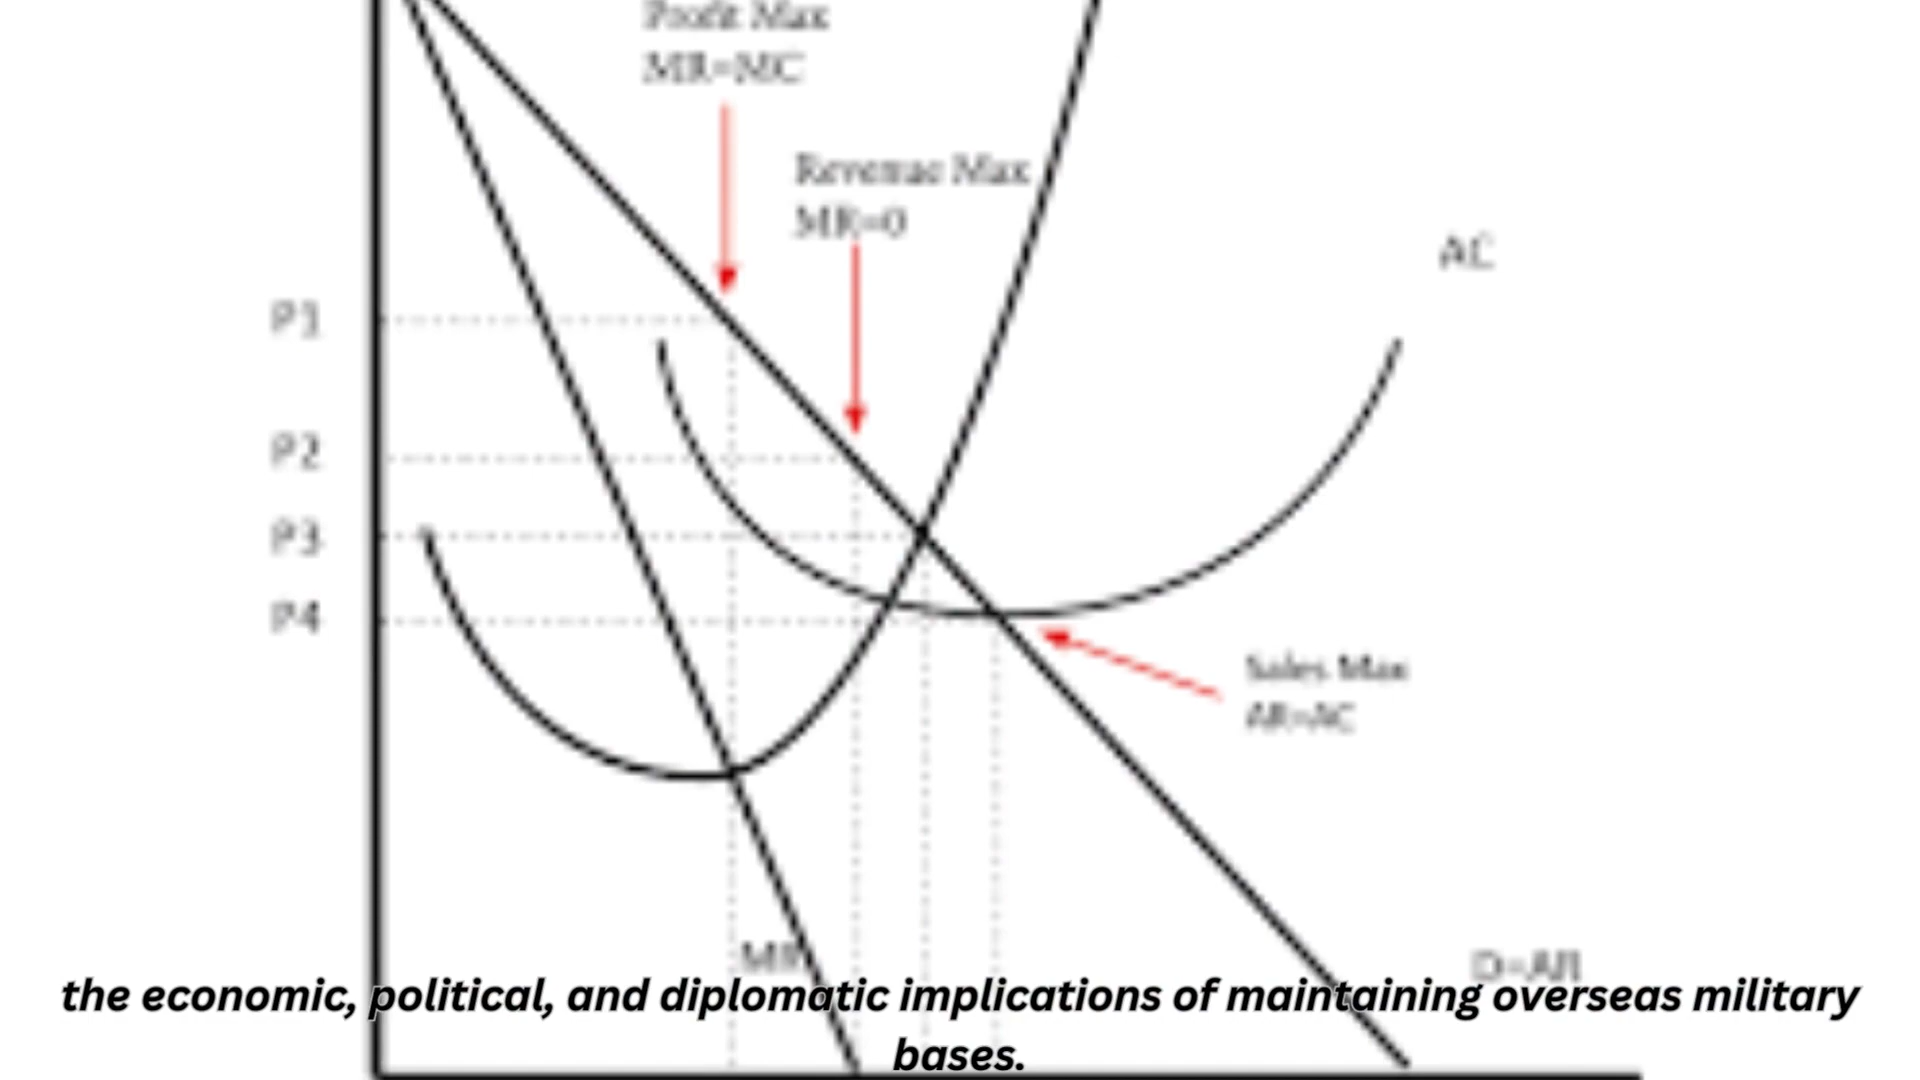 Profit Max
MR=MC
Revenue Max
MR=0
AC
P1
P2
P3
P4
Sales Max
AR=AC
MR
D=AR
the economic, political, and diplomatic implications of maintaining overseas military
bases.